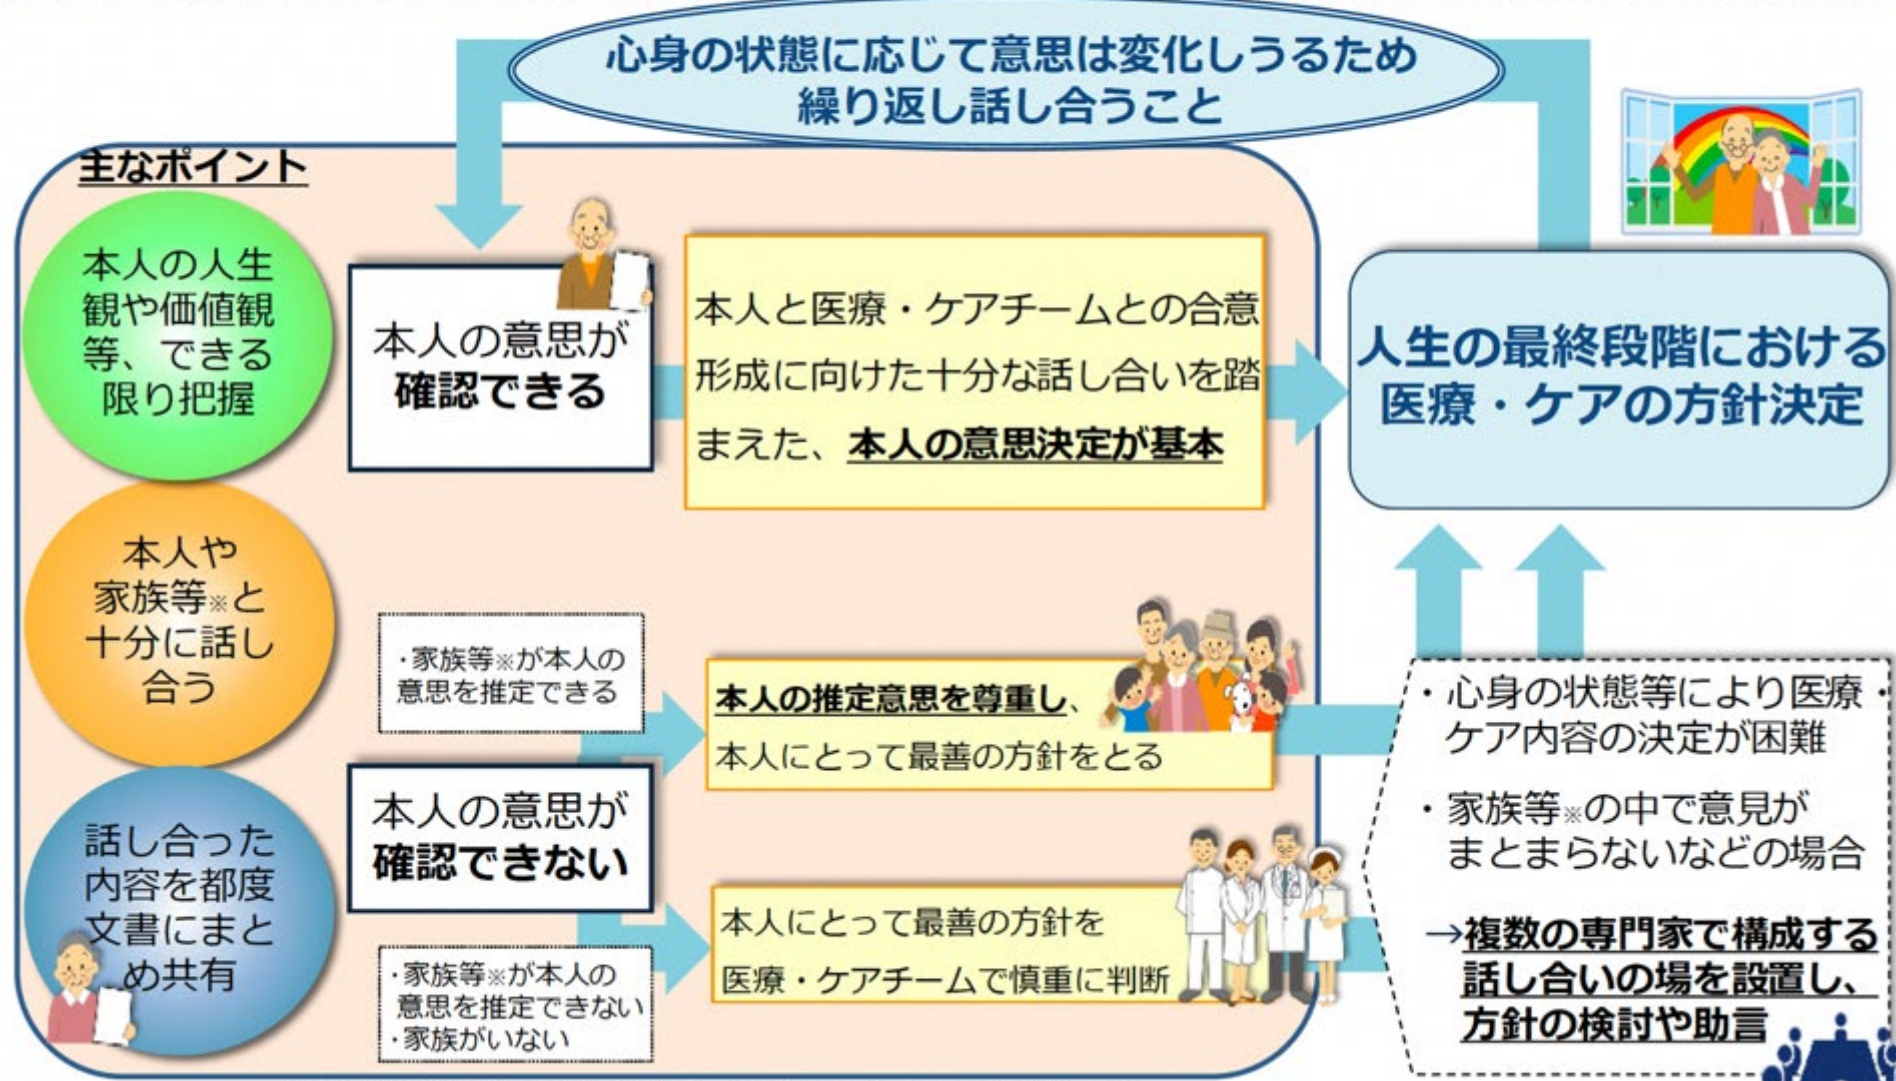 心身の状態に応じて意思は変化しうるため
繰り返し話し合うこと
主なポイント
本人の人生
観や価値観
等、できる
限り把握
本人や
家族等※と
十分に話し
合う
話し合った
内容を都度
文書にまと
め共有
本人の意思が
確認できる
本人と医療・ケアチームとの合意
形成に向けた十分な話し合いを踏
まえた、本人の意思決定が基本
人生の最終段階における
医療・ケアの方針決定
・家族等※が本人の
意思を推定できる
本人の推定意思を尊重し、
本人にとって最善の方針をとる
本人の意思が
確認できない
・家族等※が本人の
意思を推定できない
・家族がいない
本人にとって最善の方針を
医療・ケアチームで慎重に判断
・心身の状態等により医療・
ケア内容の決定が困難
・家族等※の中で意見が
まとまらないなどの場合
→複数の専門家で構成する
話し合いの場を設置し、
方針の検討や助言